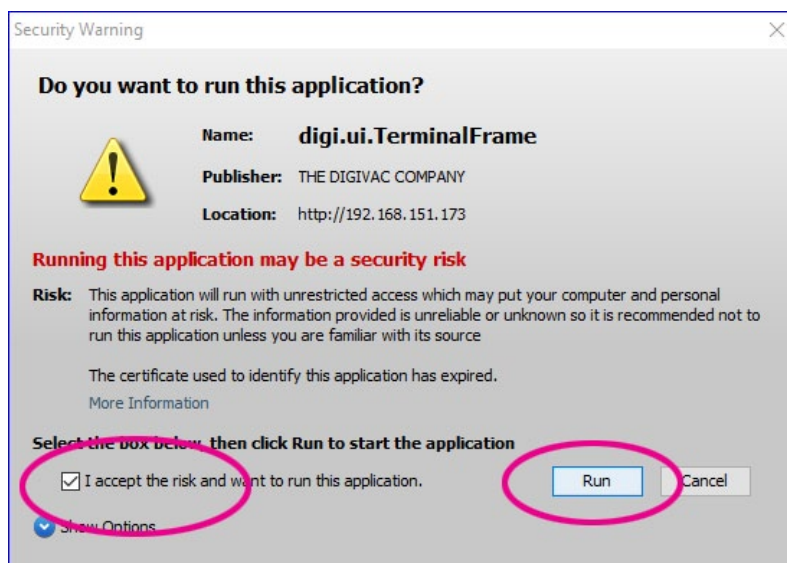 Security Warning
Do you want to run this application?
Name: digi.ui.TerminalFrame
Publisher: THE DIGIVAC COMPANY
Location: http://192.168.151.173
Running this application may be a security risk
Risk: This application will run with unrestricted access which may put your computer and personal
information at risk. The information provided is unreliable or unknown so it is recommended not to
run this application unless you are familiar with its source
The certificate used to identify this application has expired.
More Information
Select the box below, then click Run to start the application
I accept the risk and want to run this application.
Run
Cancel
Show Options